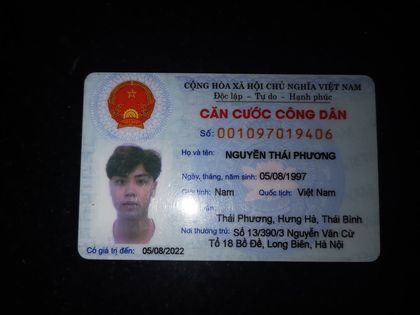 CỘNG HÒA XÃ HỘI CHỦ NGHĨA VIỆT NAM
Độc lập - Tự do - Hạnh phúc
CĂN CƯỚC CÔNG DÂN
Số: 001097019406
Họ và tên: NGUYỄN THÁI PHƯƠNG
Ngày, tháng, năm sinh: 05/08/1997
Giới tính: Nam Quốc tịch: Việt Nam
Thái Phương, Hưng Hà, Thái Bình
Nơi thường trú: Số 13/390/3 Nguyễn Văn Cừ
Tổ 18 Bồ Đề, Long Biên, Hà Nội
Có giá trị đến: 05/08/2022